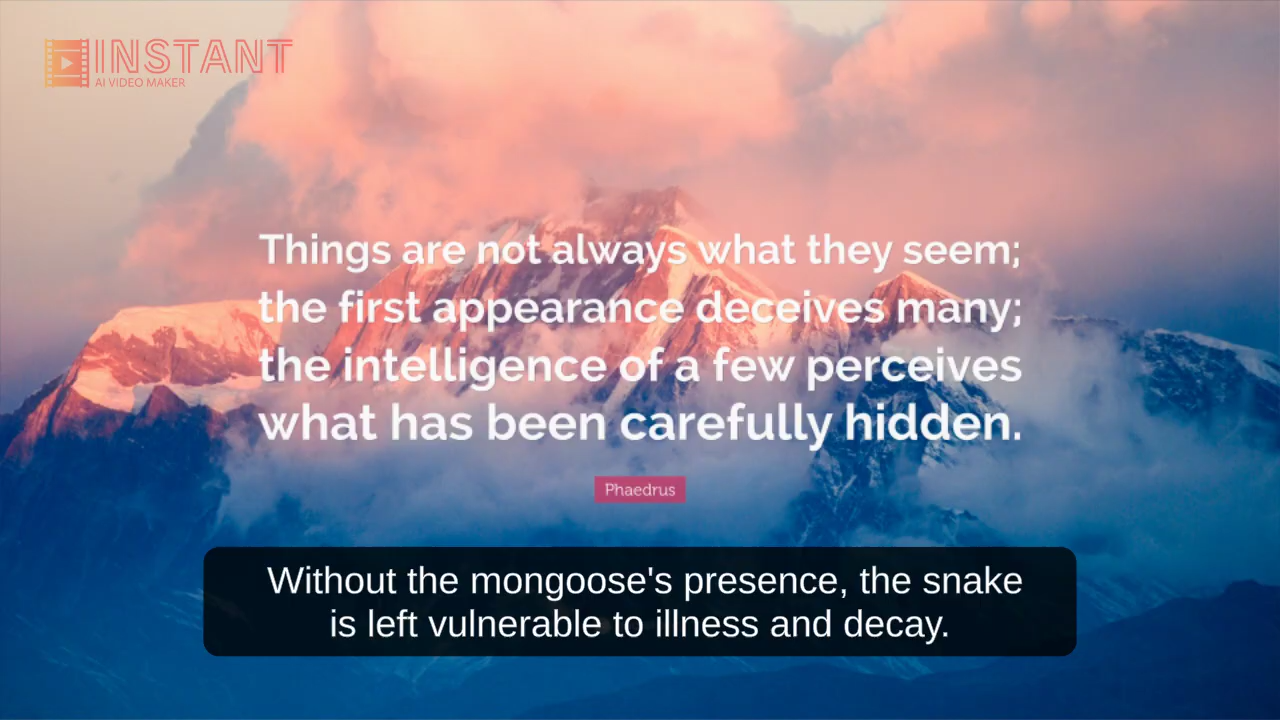 INSTANT
AI VIDEO MAKER
Things are not always what they seem;
the first appearance deceives many;
the intelligence of a few perceives
what has been carefully hidden.
Phaedrus
Without the mongoose's presence, the snake
is left vulnerable to illness and decay.